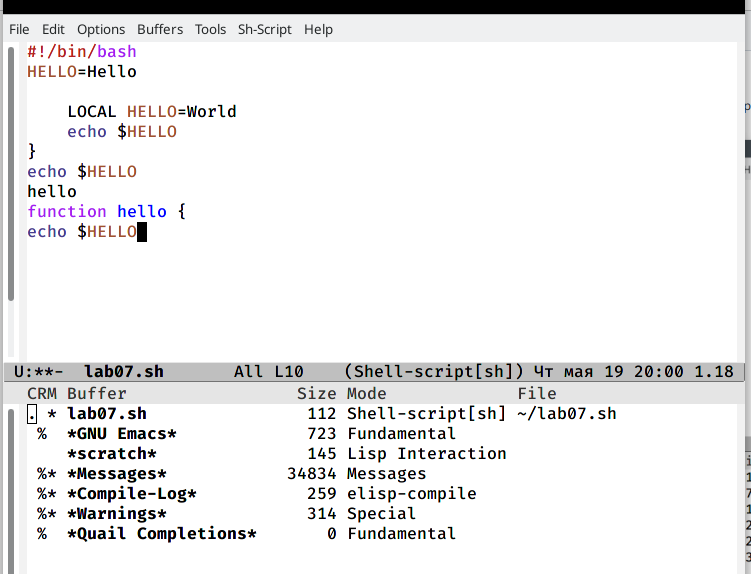 File Edit Options Buffers Tools Sh-Script Help
#!/bin/bash
HELLO=Hello
LOCAL HELLO=World
echo $HELLO
}
echo $HELLO
hello
function hello {
echo $HELLO
U:**- lab07.sh All L10 (Shell-script[sh]) Чт мая 19 20:00 1.18
CRM Buffer Size Mode File
. * lab07.sh 112 Shell-script[sh] ~/lab07.sh
% *GNU Emacs* 723 Fundamental
*scratch* 145 Lisp Interaction
%* *Messages* 34834 Messages
%* *Compile-Log* 259 elisp-compile
%* *Warnings* 314 Special
% *Quail Completions* 0 Fundamental